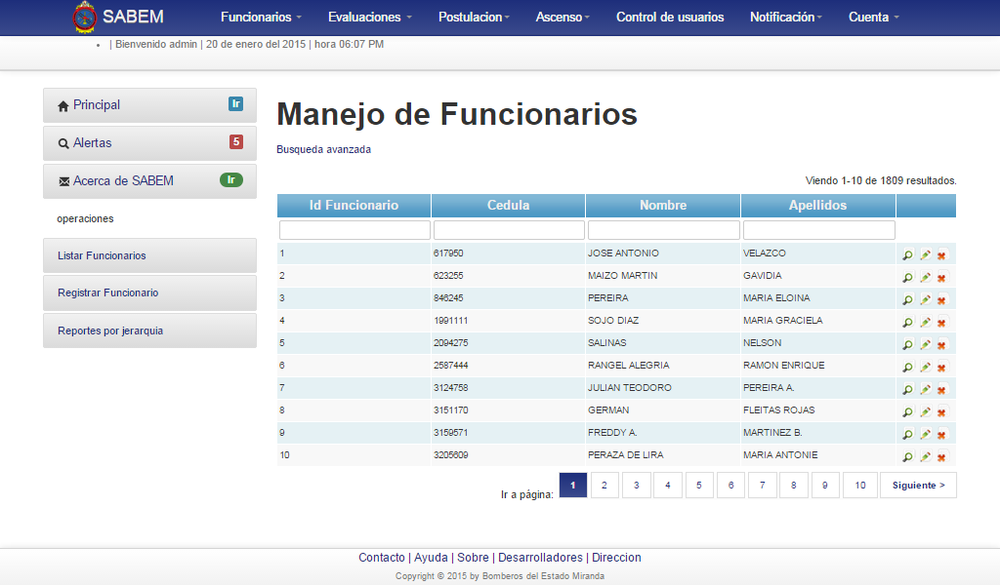 SABEM Funcionarios Evaluaciones Postulacion Ascenso Control de usuarios Notificación Cuenta
| Bienvenido admin | 20 de enero del 2015 | hora 06:07 PM
Principal Ir
Alertas 5
Acerca de SABEM Ir
operaciones
Listar Funcionarios
Registrar Funcionario
Reportes por jerarquia
Manejo de Funcionarios
Busqueda avanzada
Viendo 1-10 de 1809 resultados.
Id Funcionario Cedula Nombre Apellidos
1 617950 JOSE ANTONIO VELAZCO
2 623255 MAIZO MARTIN GAVIDIA
3 846245 PEREIRA MARIA ELOINA
4 1991111 SOJO DIAZ MARIA GRACIELA
5 2094275 SALINAS NELSON
6 2587444 RANGEL ALEGRIA RAMON ENRIQUE
7 3124758 JULIAN TEODORO PEREIRA A.
8 3151170 GERMAN FLEITAS ROJAS
9 3159571 FREDDY A. MARTINEZ B.
10 3205609 PERAZA DE LIRA MARIA ANTONIE
Ir a página: 1 2 3 4 5 6 7 8 9 10 Siguiente >
Contacto | Ayuda | Sobre | Desarrolladores | Direccion
Copyright © 2015 by Bomberos del Estado Miranda